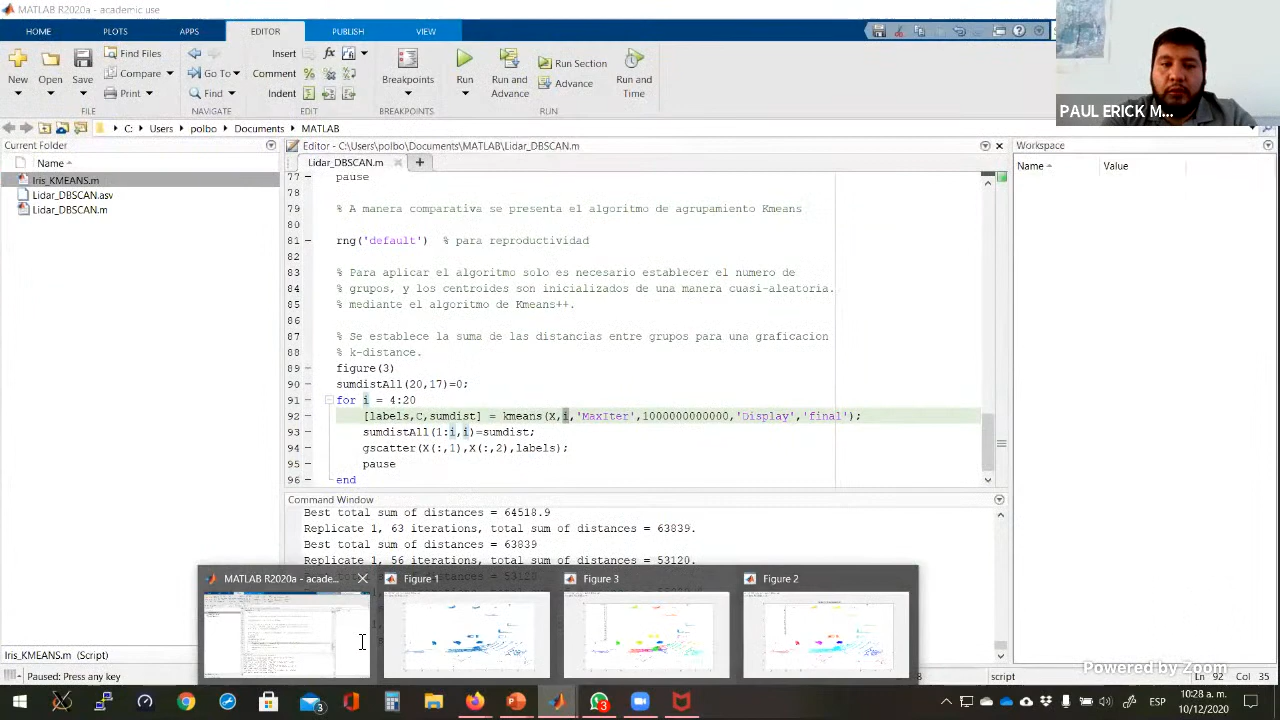 MATLAB R2020a - academic use
HOME PLOTS APPS EDITOR PUBLISH VIEW
New Open Save Find Files Compare Print
FILE
Go To Find
NAVIGATE
Insert Comment Indent
EDIT
Breakpoints
BREAKPOINTS
Run Run and Advance Run Section Advance Run and Time
RUN
PAUL ERICK M...
C: Users polbo Documents MATLAB
Current Folder
Name
Iris_KMEANS.m
Lidar_DBSCAN.asv
Lidar_DBSCAN.m
Editor - C:\Users\polbo\Documents\MATLAB\Lidar_DBSCAN.m
Lidar_DBSCAN.m
77 pause
78
79 % A manera comparativa se presenta el algoritmo de agrupamiento Kmeans
80
81 rng('default') % para reproductividad
82
83 % Para aplicar el algoritmo solo es necesario establecer el numero de
84 % grupos, y los centroides son inicializados de una manera cuasi-aleatoria.
85 % mediante el algoritmo de Kmeans++.
86
87 % Se establece la suma de las distancias entre grupos para una graficacion
88 % k-distance.
89 figure(3)
90 sumdistAll(20,17)=0;
91 for i = 4:20
92 [labels,C,sumdist] = kmeans(X,i,'MaxIter',1000000000000,'Display','final');
93 sumdistAll(1:i,i)=sumdist;
94 gscatter(X(:,1),X(:,2),labels);
95 pause
96 end
Command Window
Best total sum of distances = 64518.9
Replicate 1, 63 iterations, total sum of distances = 63839.
Best total sum of distances = 63839
Replicate 1, 56 iterations, total sum of distances = 53120.
Workspace
Name Value
MATLAB R2020a - acade...
Figure 1
Figure 3
Figure 2
Iris_KMEANS.m (Script)
Paused: Press any key
script
Ln 92 Col 35
Powered by Zoom
3
3
ESP
10:28 a. m.
10/12/2020